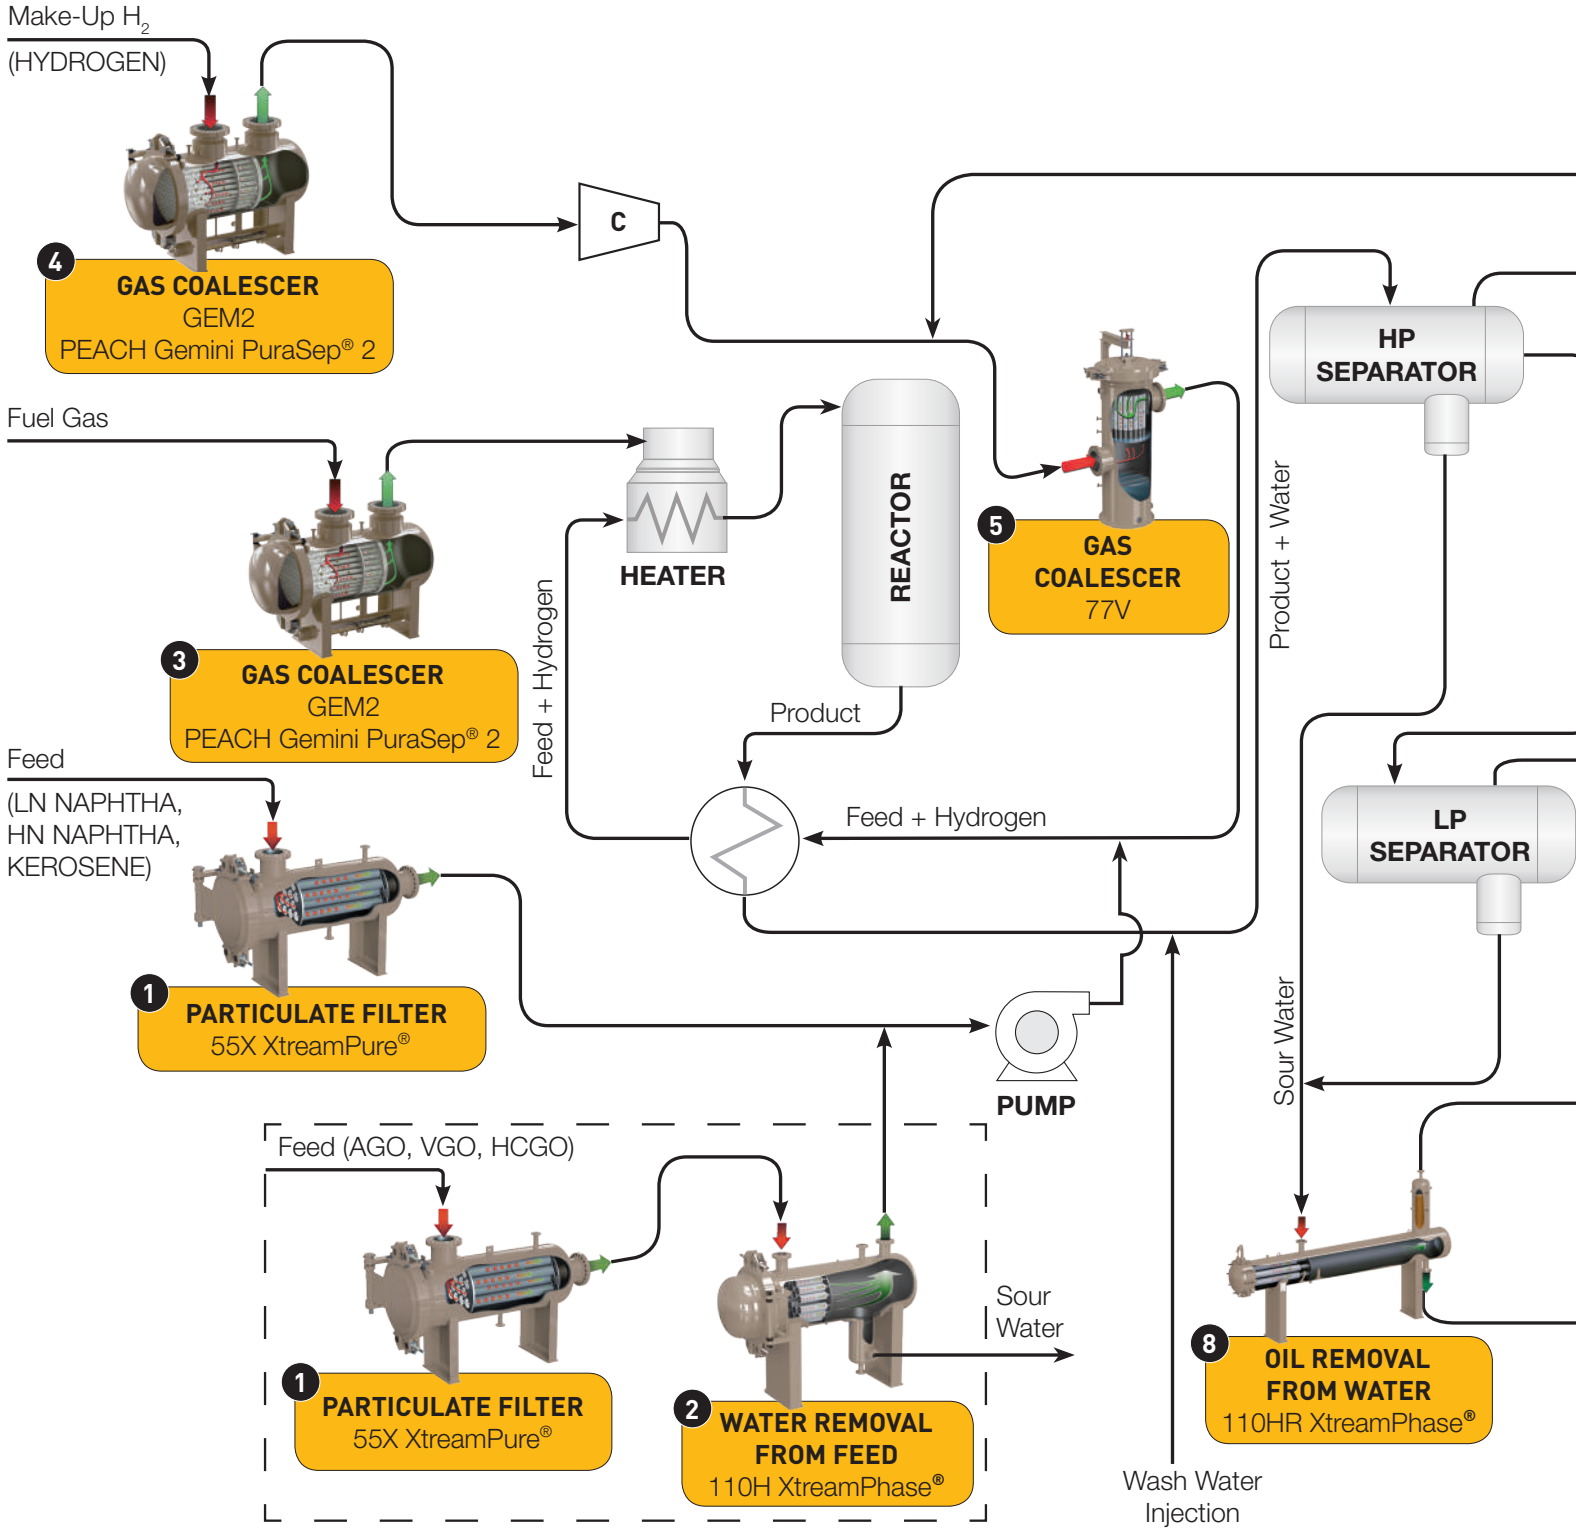 Make-Up H2
(HYDROGEN)
4
GAS COALESCER
GEM2
PEACH Gemini PuraSep® 2
C
HP
SEPARATOR
Fuel Gas
3
GAS COALESCER
GEM2
PEACH Gemini PuraSep® 2
HEATER
REACTOR
5
GAS
COALESCER
77V
Product + Water
Feed + Hydrogen
Product
Feed + Hydrogen
Feed
(LN NAPHTHA,
HN NAPHTHA,
KEROSENE)
1
PARTICULATE FILTER
55X XtreamPure®
LP
SEPARATOR
Sour Water
PUMP
Feed (AGO, VGO, HCGO)
1
PARTICULATE FILTER
55X XtreamPure®
2
WATER REMOVAL
FROM FEED
110H XtreamPhase®
Sour
Water
8
OIL REMOVAL
FROM WATER
110HR XtreamPhase®
Wash Water
Injection